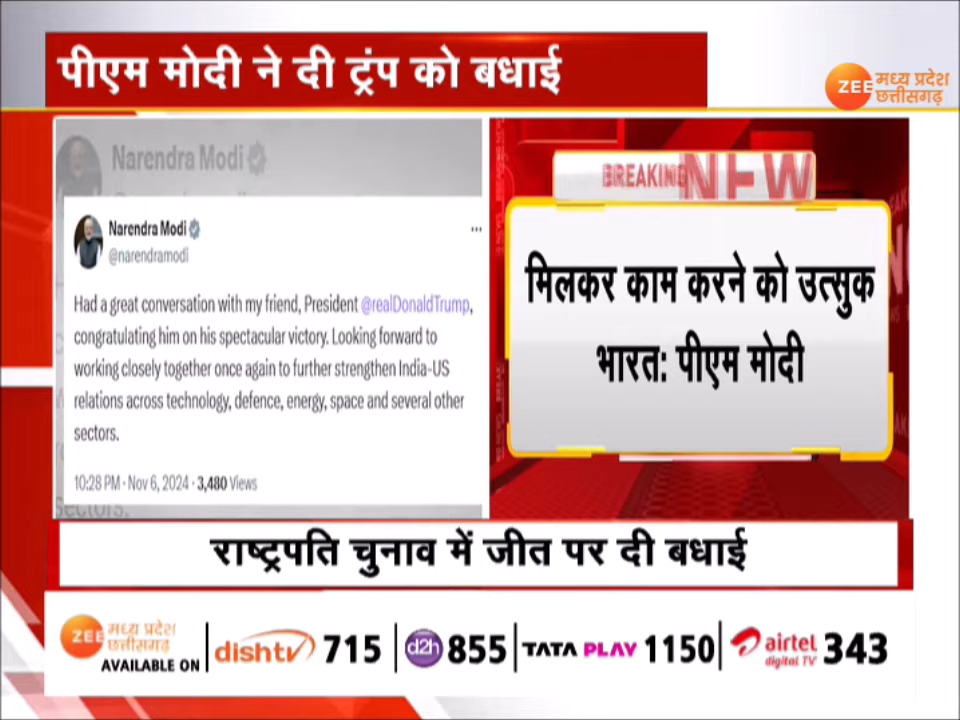 पीएम मोदी ने दी ट्रंप को बधाई
ZEE मध्य प्रदेश
छत्तीसगढ़
Narendra Modi
Narendra Modi
@narendramodi
Had a great conversation with my friend, President @realDonaldTrump,
congratulating him on his spectacular victory. Looking forward to
working closely together once again to further strengthen India-US
relations across technology, defence, energy, space and several other
sectors.
10:28 PM · Nov 6, 2024 · 3,480 Views
sectors.
BREAKING NEW
मिलकर काम करने को उत्सुक
भारत: पीएम मोदी
राष्ट्रपति चुनाव में जीत पर दी बधाई
ZEE मध्य प्रदेश
छत्तीसगढ़
AVAILABLE ON
dishtv 715
d2h 855
TATA PLAY 1150
airtel
digital TV 343